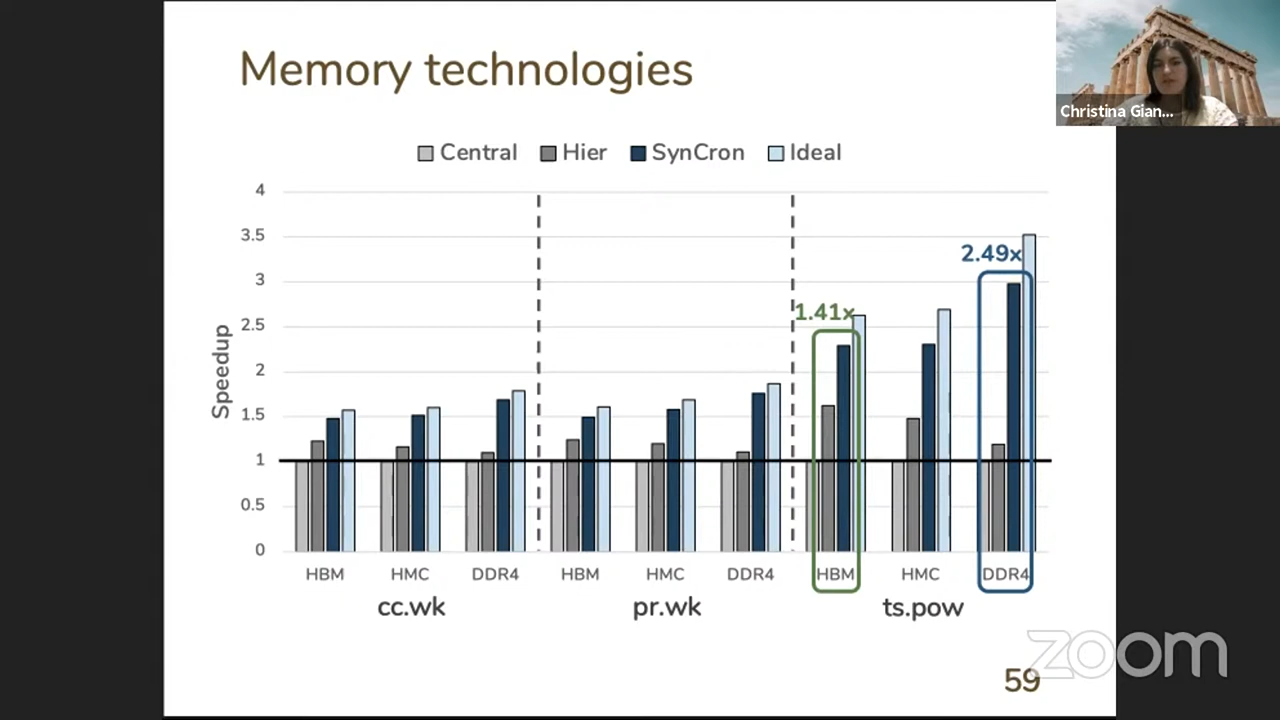 Memory technologies
Christina Gian...
Central Hier SynCron Ideal
Speedup
4
3.5
3
2.5
2
1.5
1
0.5
0
1.41x
2.49x
HBM HMC DDR4 HBM HMC DDR4 HBM HMC DDR4
cc.wk pr.wk ts.pow
zoom
59